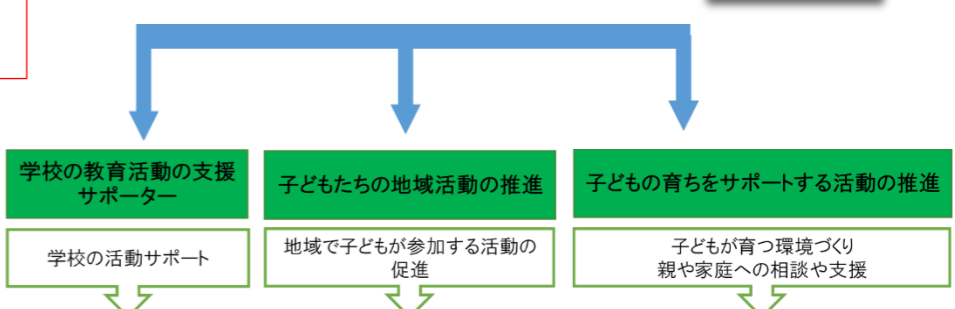 学校の教育活動の支援
サポーター
子どもたちの地域活動の推進
子どもの育ちをサポートする活動の推進
学校の活動サポート
地域で子どもが参加する活動の
促進
子どもが育つ環境づくり
親や家庭への相談や支援